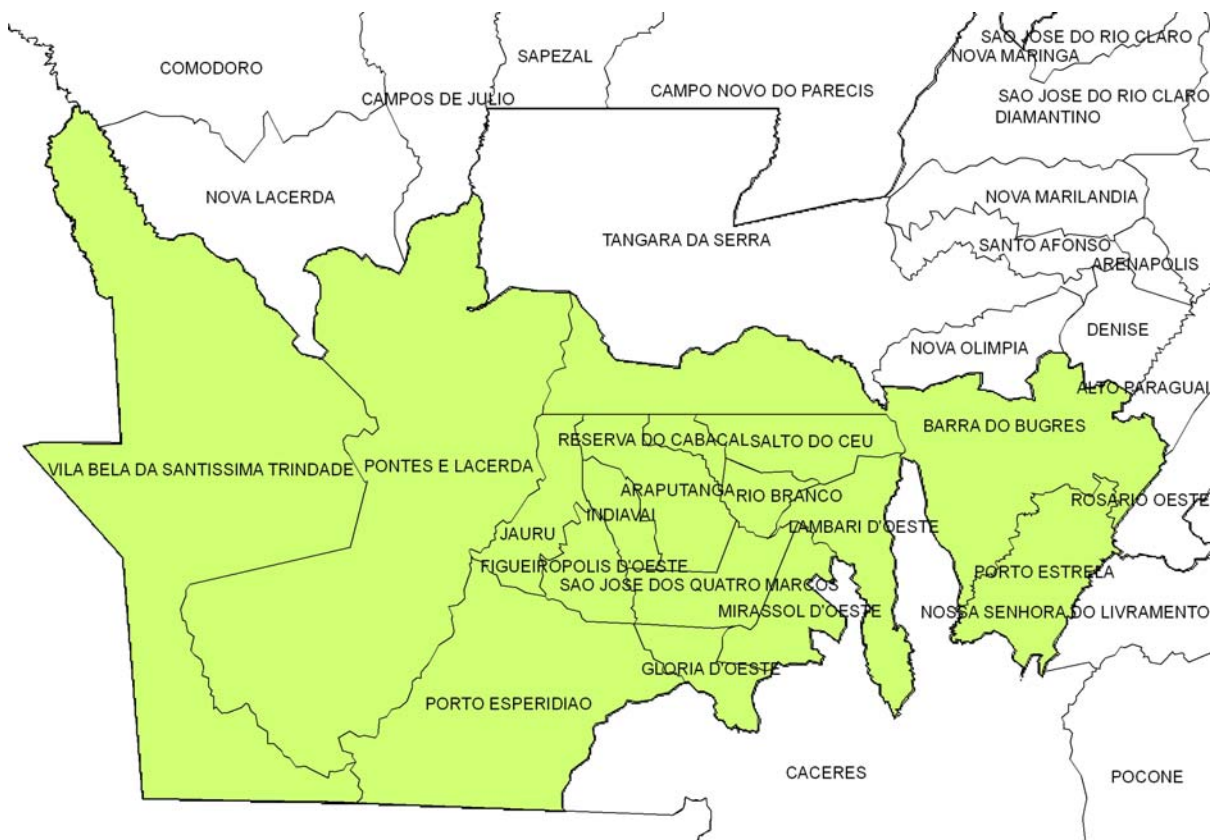 SAO JOSE DO RIO CLARO
NOVA MARINGA
SAPEZAL
COMODORO
CAMPOS DE JULIO
CAMPO NOVO DO PARECIS
SAO JOSE DO RIO CLARO
DIAMANTINO
NOVA LACERDA
NOVA MARILANDIA
TANGARA DA SERRA
SANTO AFONSO
ARENAPOLIS
DENISE
NOVA OLIMPIA
ALTO PARAGUAI
BARRA DO BUGRES
RESERVA DO CABACAL
SALTO DO CEU
VILA BELA DA SANTISSIMA TRINDADE
PONTES E LACERDA
ARAPUTANGA
RIO BRANCO
ROSARIO OESTE
INDIAVAI
LAMBARI D'OESTE
JAURU
FIGUEIROPOLIS D'OESTE
PORTO ESTRELA
SAO JOSE DOS QUATRO MARCOS
MIRASSOL D'OESTE
NOSSA SENHORA DO LIVRAMENTO
GLORIA D'OESTE
PORTO ESPERIDIAO
CACERES
POCONE